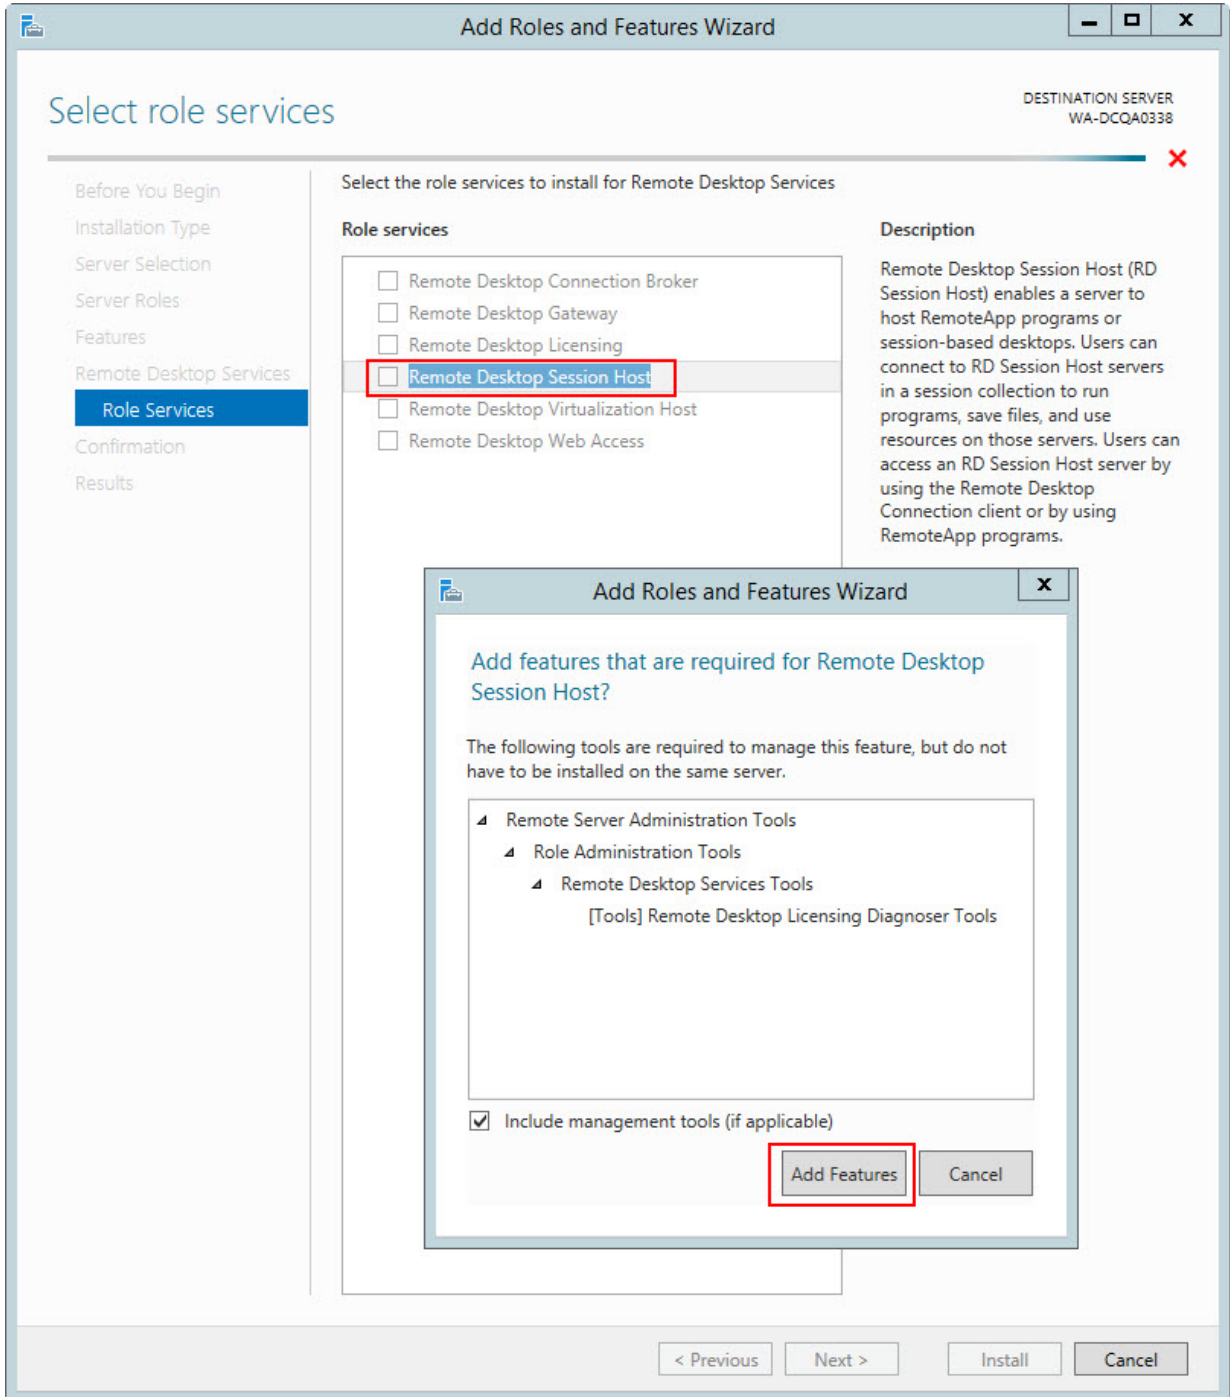 Add Roles and Features Wizard
Select role services
DESTINATION SERVER
WA-DCQA0338
Before You Begin
Installation Type
Server Selection
Server Roles
Features
Remote Desktop Services
Role Services
Confirmation
Results
Select the role services to install for Remote Desktop Services
Role services
Remote Desktop Connection Broker
Remote Desktop Gateway
Remote Desktop Licensing
Remote Desktop Session Host
Remote Desktop Virtualization Host
Remote Desktop Web Access
Description
Remote Desktop Session Host (RD
Session Host) enables a server to
host RemoteApp programs or
session-based desktops. Users can
connect to RD Session Host servers
in a session collection to run
programs, save files, and use
resources on those servers. Users can
access an RD Session Host server by
using the Remote Desktop
Connection client or by using
RemoteApp programs.
Add Roles and Features Wizard
Add features that are required for Remote Desktop
Session Host?
The following tools are required to manage this feature, but do not
have to be installed on the same server.
Remote Server Administration Tools
Role Administration Tools
Remote Desktop Services Tools
[Tools] Remote Desktop Licensing Diagnoser Tools
Include management tools (if applicable)
Add Features
Cancel
< Previous
Next >
Install
Cancel